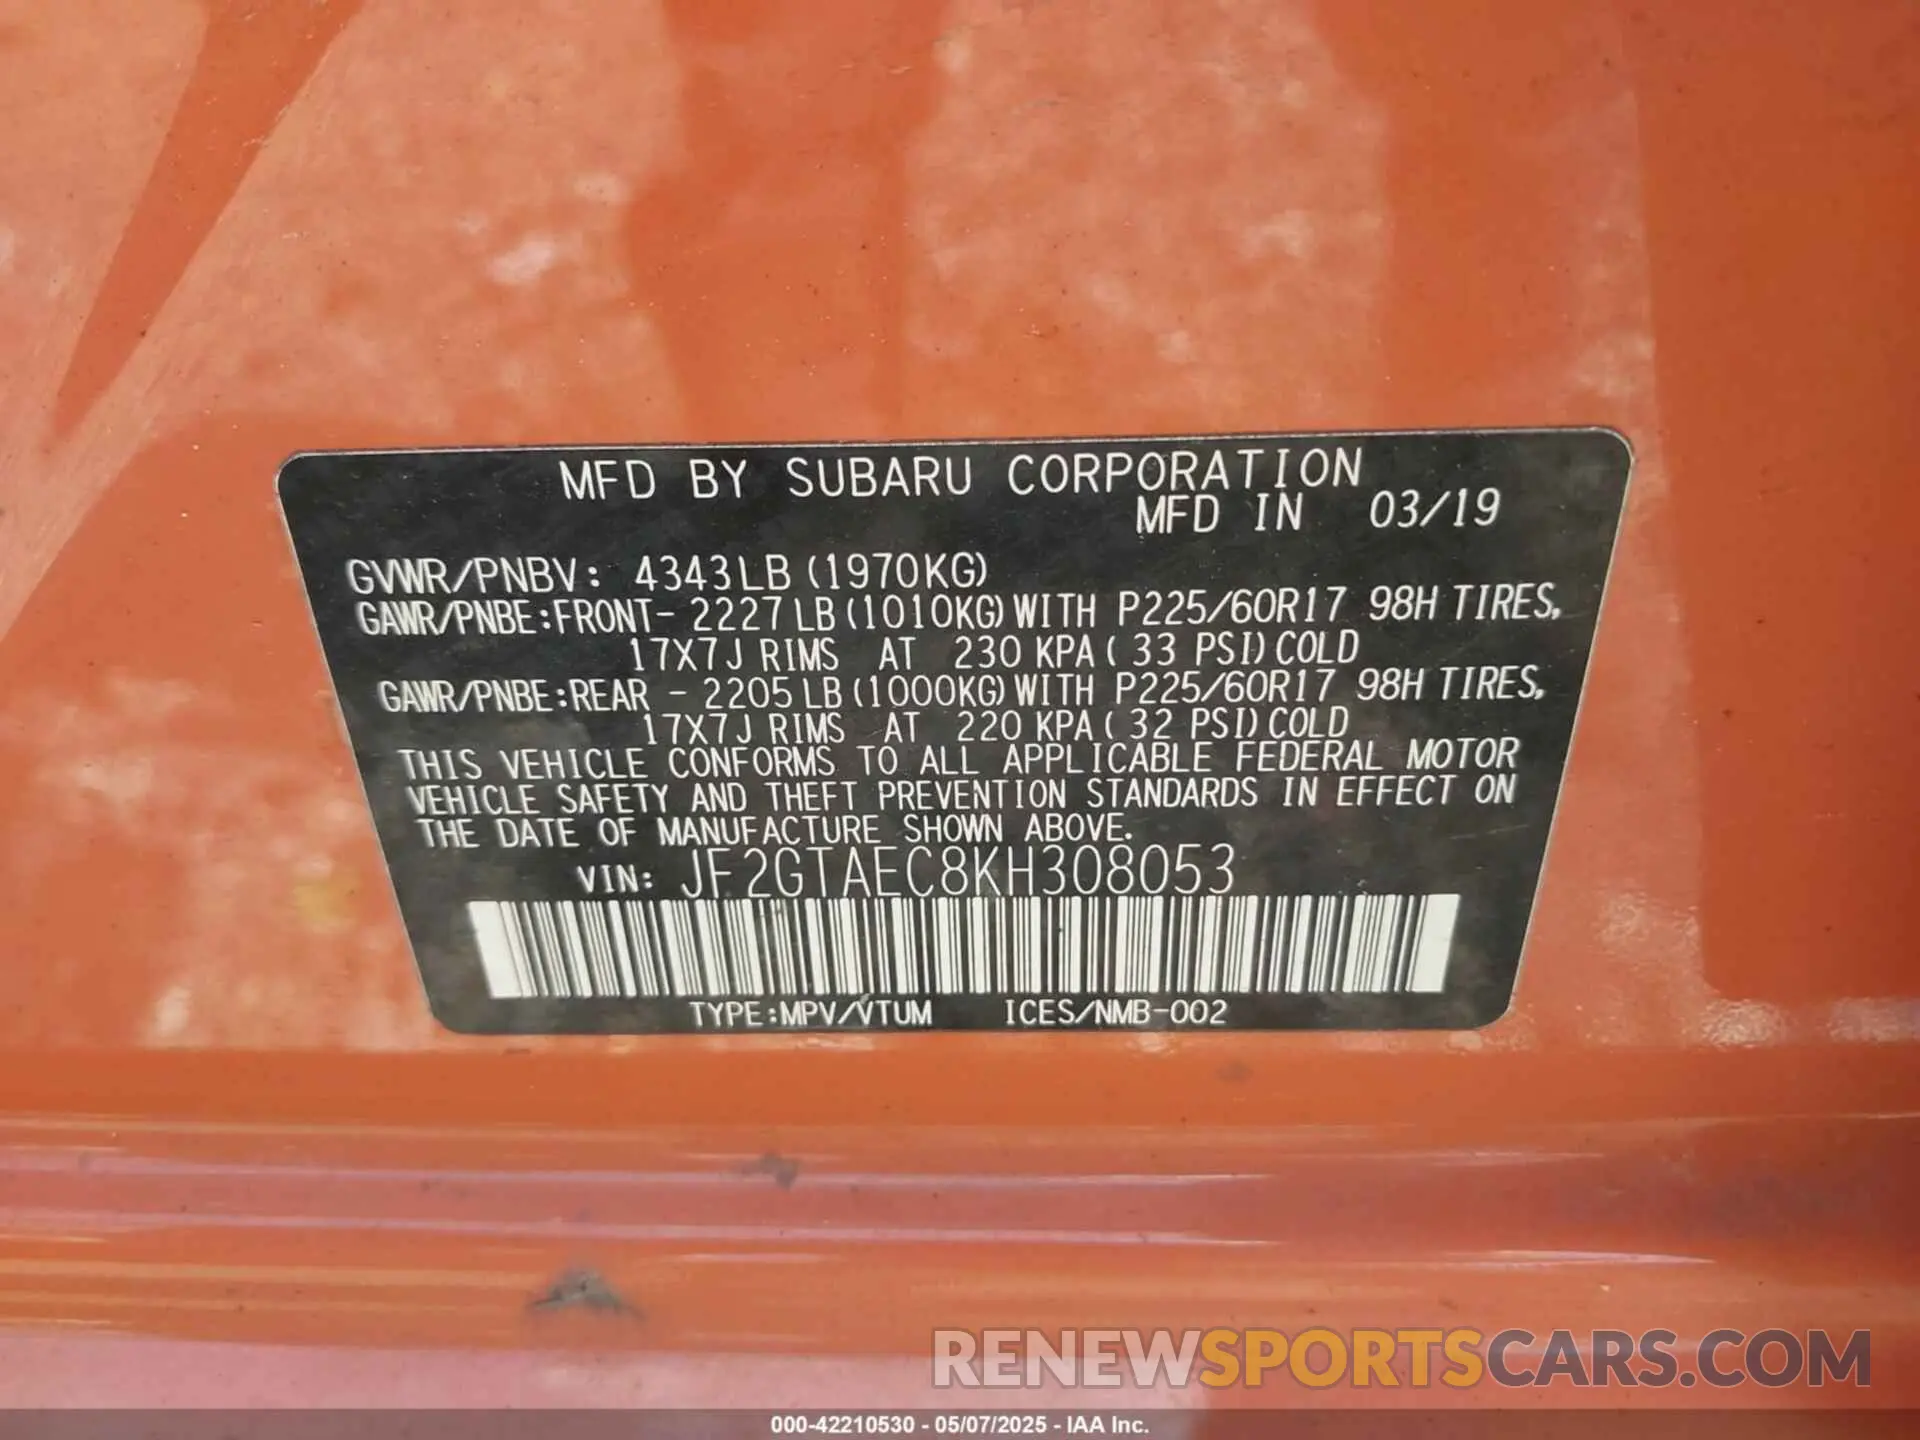 MFD BY SUBARU CORPORATION
MFD IN 03/19
GVWR/PNBV: 4343LB (1970KG)
GAWR/PNBE:FRONT- 2227LB (1010KG) WITH P225/60R17 98H TIRES,
17X7J RIMS AT 230 KPA ( 33 PSI) COLD
GAWR/PNBE:REAR - 2205LB (1000KG) WITH P225/60R17 98H TIRES,
17X7J RIMS AT 220 KPA ( 32 PSI) COLD
THIS VEHICLE CONFORMS TO ALL APPLICABLE FEDERAL MOTOR
VEHICLE SAFETY AND THEFT PREVENTION STANDARDS IN EFFECT ON
THE DATE OF MANUFACTURE SHOWN ABOVE.
VIN: JF2GTAEC8KH308053
TYPE:MPV/VTUM ICES/NMB-002
RENEWSPORTSCARS.COM
000-42210530 - 05/07/2025 - IAA Inc.